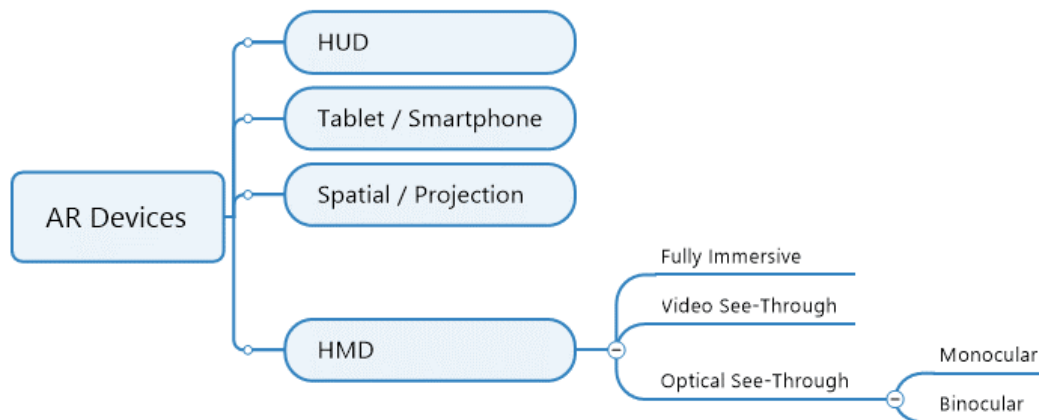 AR Devices
HUD
Tablet / Smartphone
Spatial / Projection
HMD
Fully Immersive
Video See-Through
Optical See-Through
Monocular
Binocular